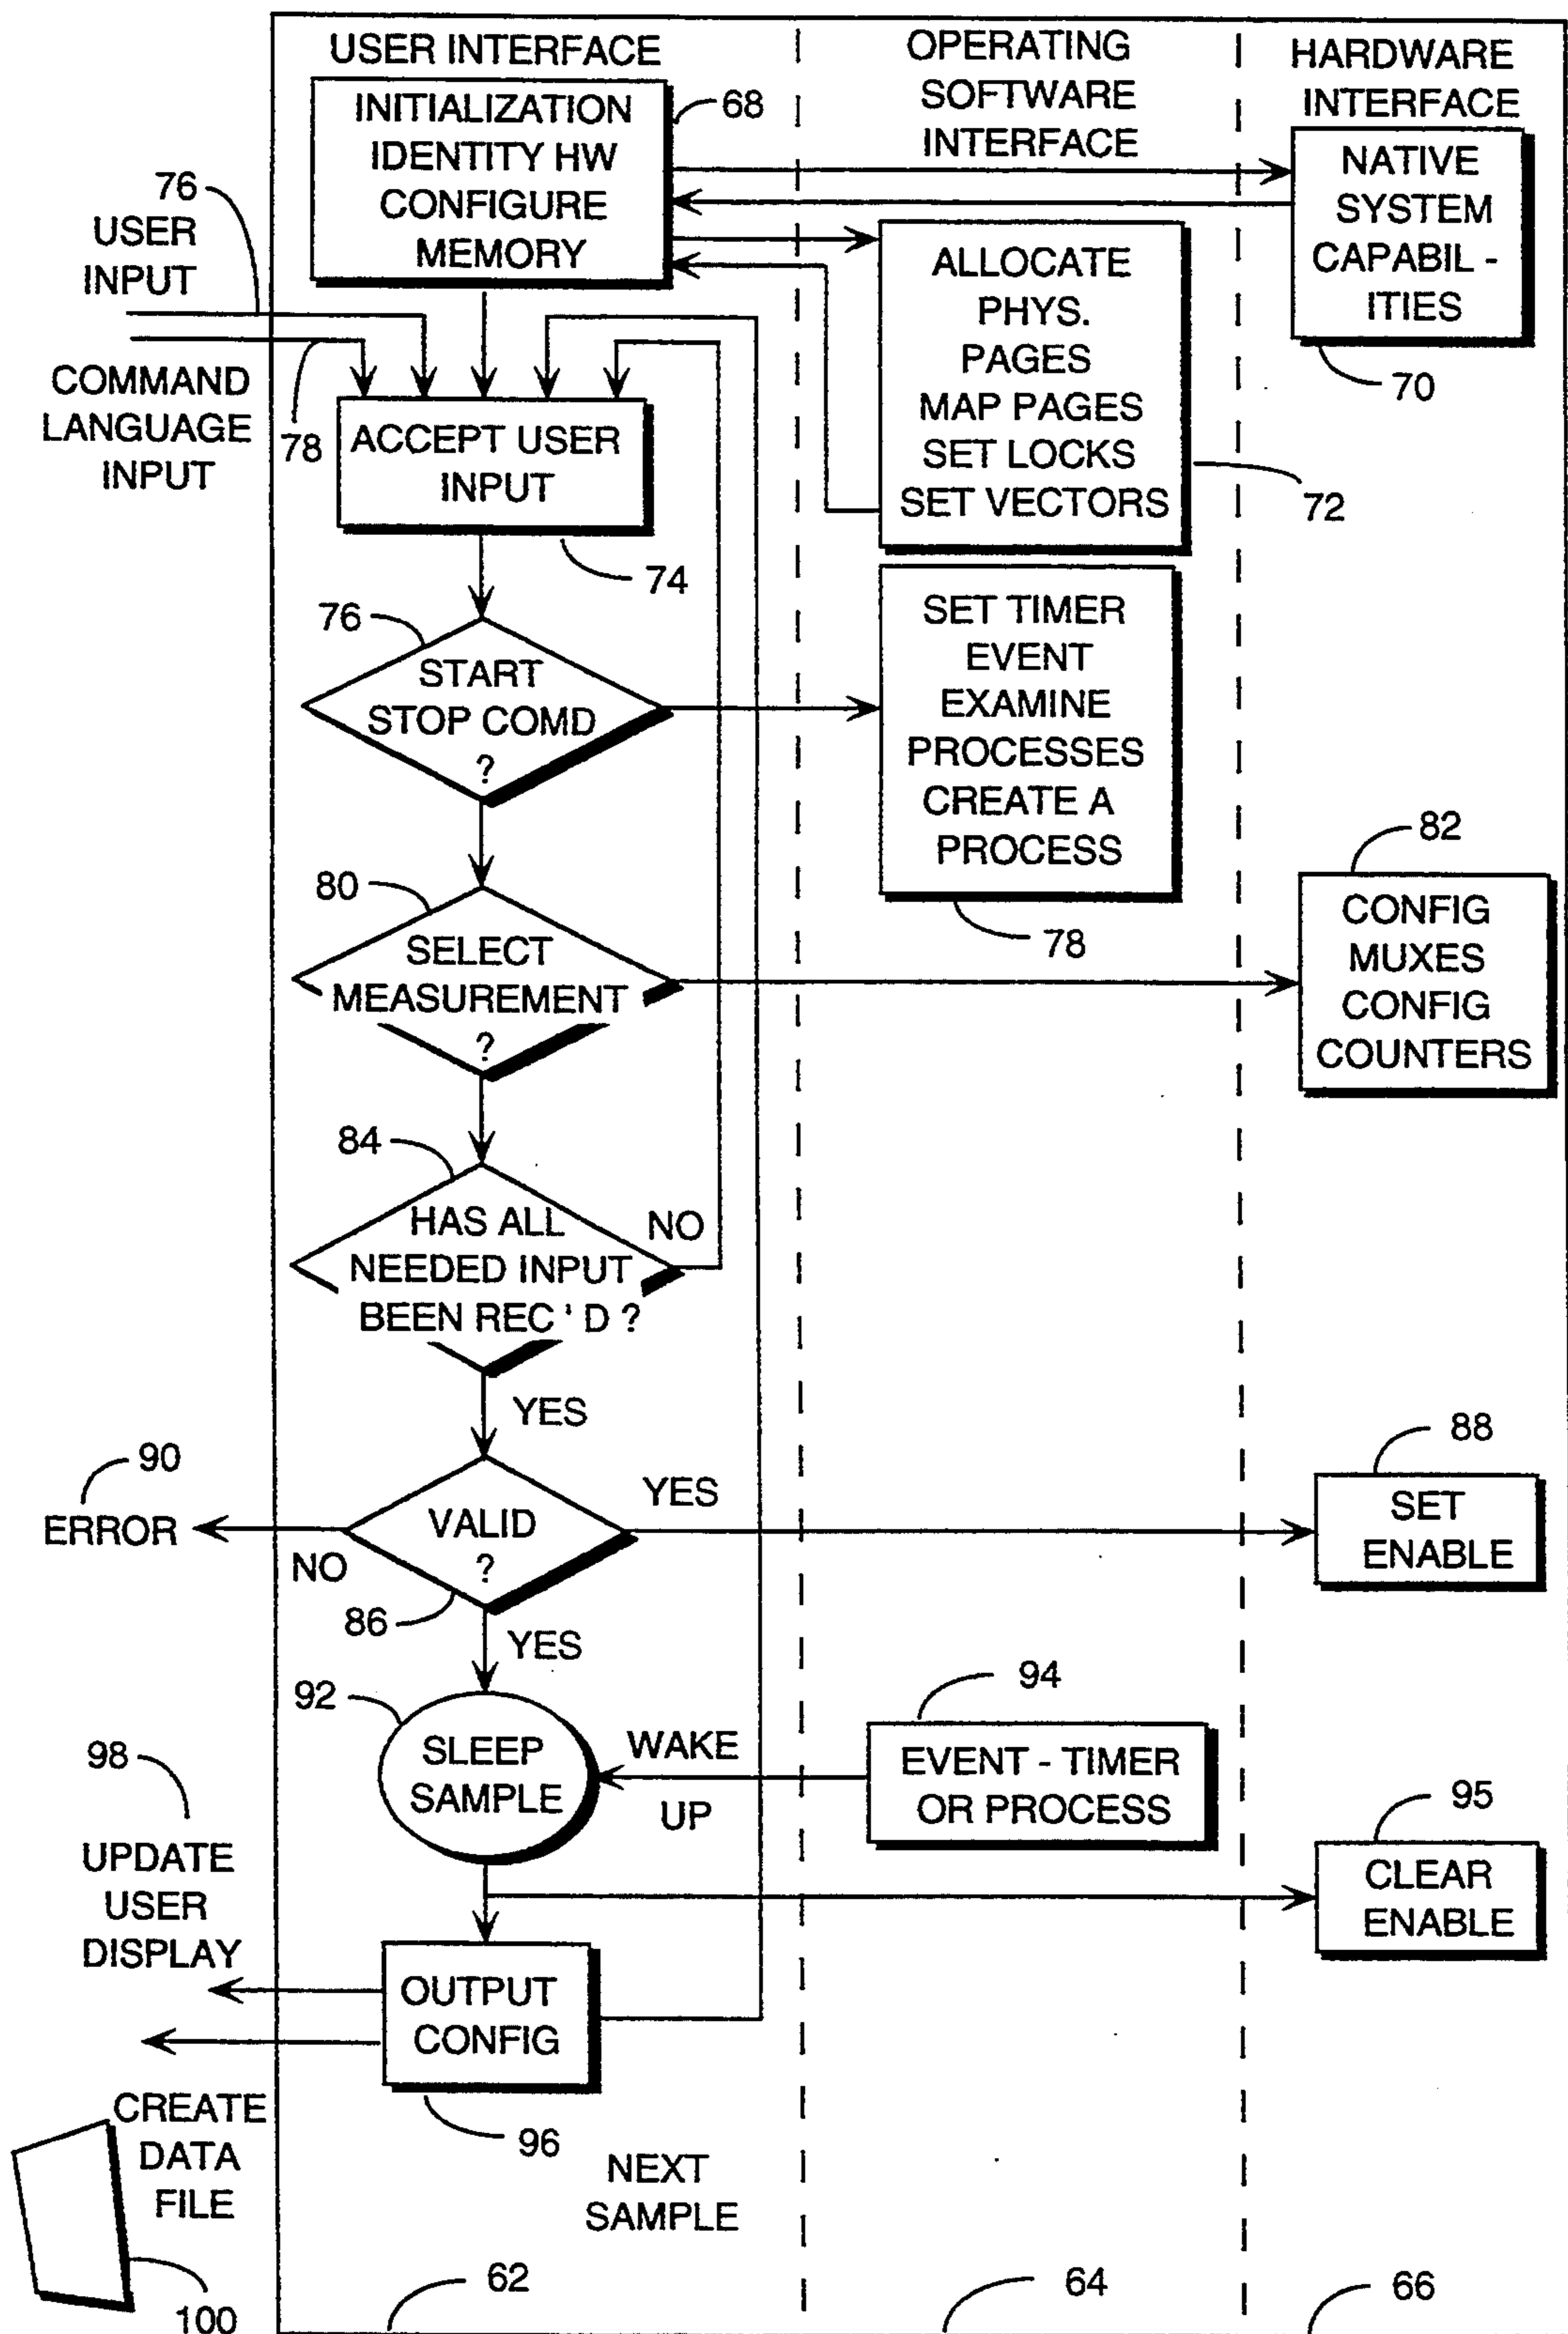 USER INTERFACE
OPERATING
SOFTWARE
INTERFACE
HARDWARE
INTERFACE
INITIALIZATION
IDENTITY HW
CONFIGURE
MEMORY
68
NATIVE
SYSTEM
CAPABIL -
ITIES
70
76
USER
INPUT
ALLOCATE
PHYS.
PAGES
MAP PAGES
SET LOCKS
SET VECTORS
72
COMMAND
LANGUAGE
INPUT
78
ACCEPT USER
INPUT
74
76
START
STOP COMD
?
SET TIMER
EVENT
EXAMINE
PROCESSES
CREATE A
PROCESS
78
80
SELECT
MEASUREMENT
?
82
CONFIG
MUXES
CONFIG
COUNTERS
84
HAS ALL
NEEDED INPUT
BEEN REC ' D ?
NO
YES
90
ERROR
NO
VALID
?
86
YES
88
SET
ENABLE
YES
92
SLEEP
SAMPLE
WAKE
UP
94
EVENT - TIMER
OR PROCESS
95
CLEAR
ENABLE
98
UPDATE
USER
DISPLAY
OUTPUT
CONFIG
96
CREATE
DATA
FILE
100
NEXT
SAMPLE
62
64
66